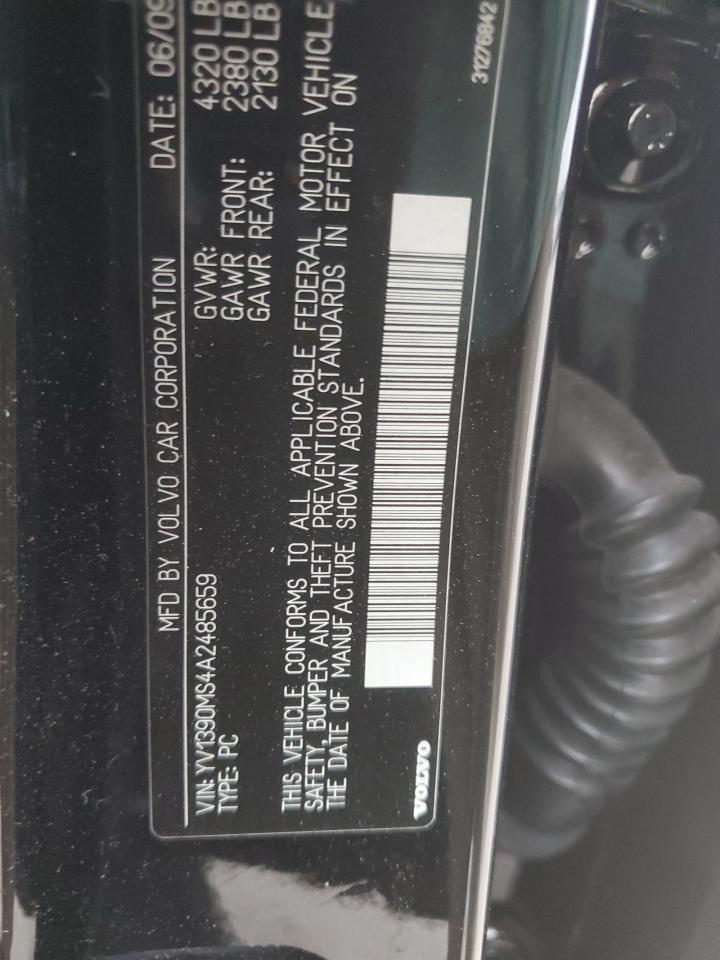 MFD BY VOLVO CAR CORPORATION DATE: 06/09
VIN: YV1390MS4A2485659 GVWR: 4320 LB
TYPE: PC GAWR FRONT: 2380 LB
GAWR REAR: 2130 LB
THIS VEHICLE CONFORMS TO ALL APPLICABLE FEDERAL MOTOR VEHICLE
SAFETY, BUMPER AND THEFT PREVENTION STANDARDS IN EFFECT ON
THE DATE OF MANUFACTURE SHOWN ABOVE.
VOLVO 31276842